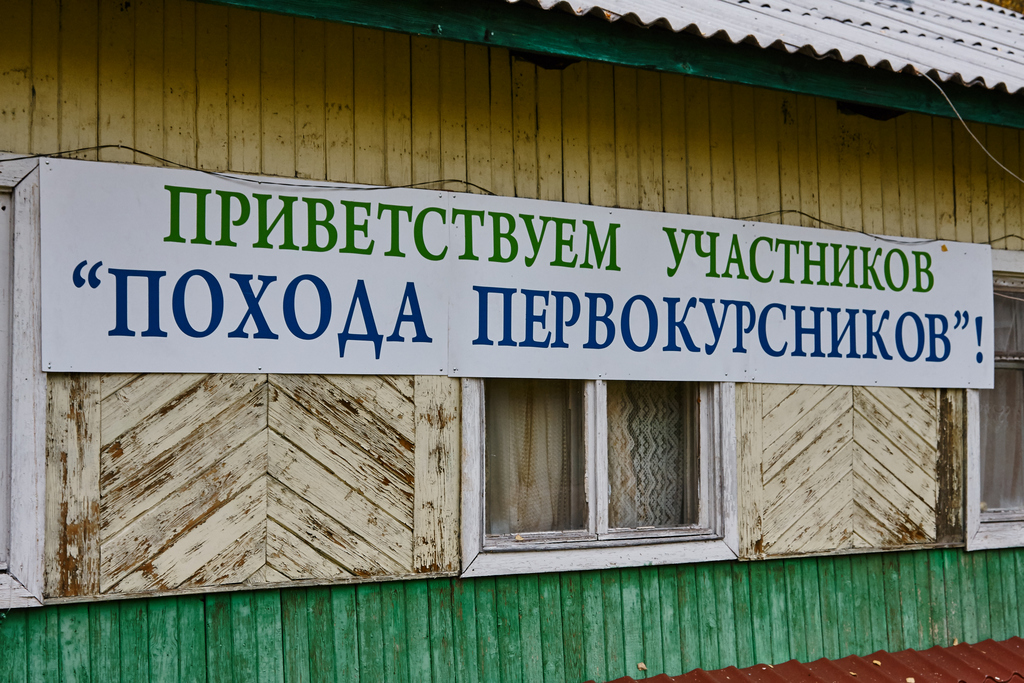 ПРИВЕТСТВУЕМ УЧАСТНИКОВ
“ПОХОДА ПЕРВОКУРСНИКОВ”!